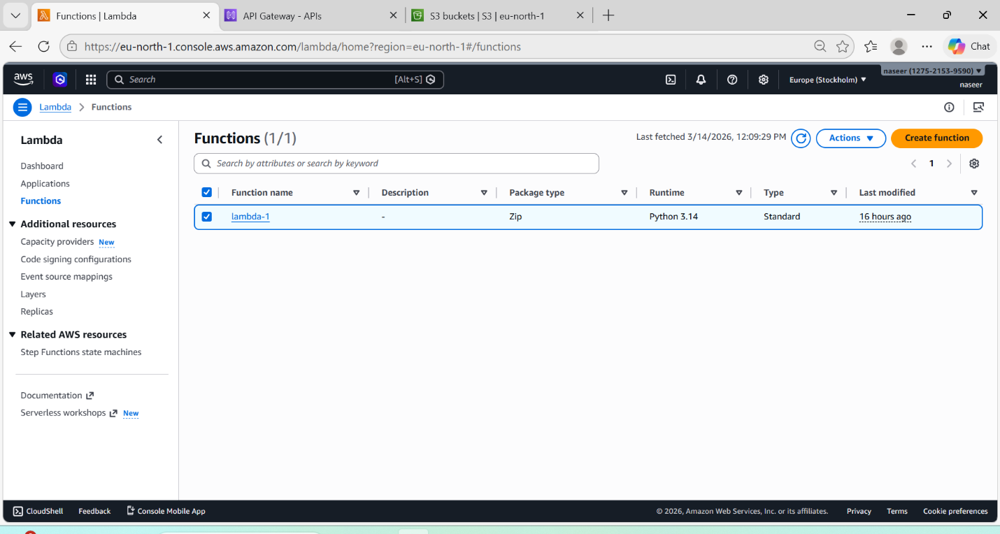 Functions | Lambda
API Gateway - APIs
S3 buckets | S3 | eu-north-1
https://eu-north-1.console.aws.amazon.com/lambda/home?region=eu-north-1#/functions
Chat
aws
Search
[Alt+S]
Europe (Stockholm)
naseer (1275-2153-9590)
naseer
Lambda
Functions
Lambda
Dashboard
Applications
Functions
Additional resources
Capacity providers New
Code signing configurations
Event source mappings
Layers
Replicas
Related AWS resources
Step Functions state machines
Documentation
Serverless workshops New
Functions (1/1)
Last fetched 3/14/2026, 12:09:29 PM
Actions
Create function
Search by attributes or search by keyword
1
Function name Description Package type Runtime Type Last modified
lambda-1 - Zip Python 3.14 Standard 16 hours ago
CloudShell Feedback Console Mobile App
© 2026, Amazon Web Services, Inc. or its affiliates. Privacy Terms Cookie preferences